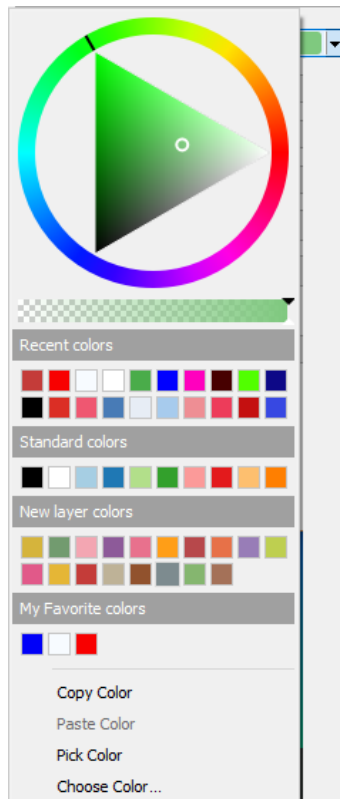 Recent colors
Standard colors
New layer colors
My Favorite colors
Copy Color
Paste Color
Pick Color
Choose Color...